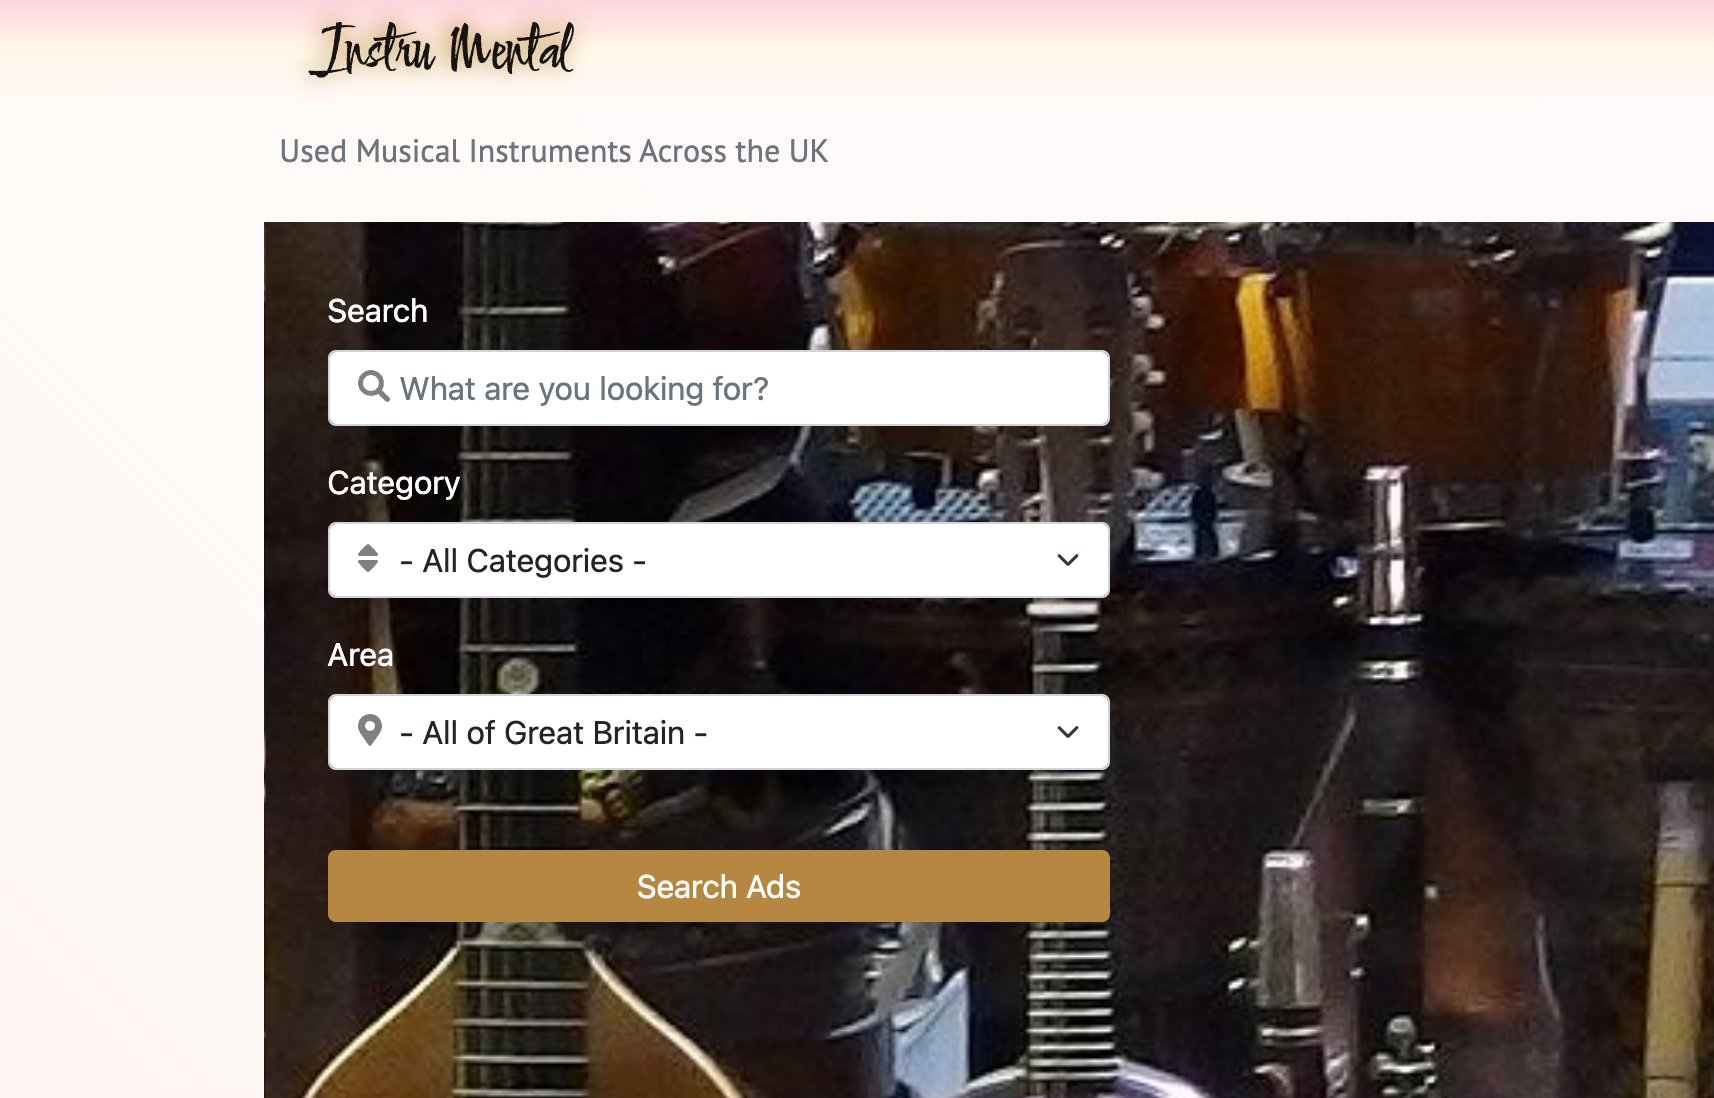 Instru Mental
Used Musical Instruments Across the UK
Search
What are you looking for?
Category
- All Categories -
Area
- All of Great Britain -
Search Ads